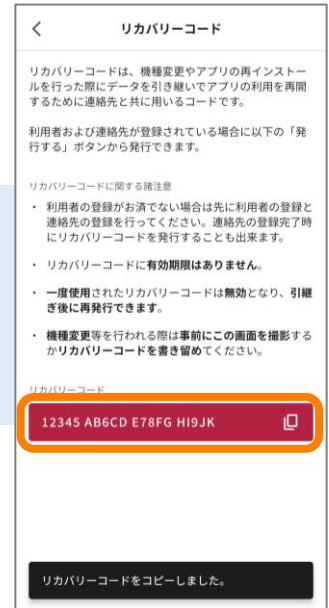 リカバリーコード
リカバリーコードは、機種変更やアプリの再インストー
ルを行った際にデータを引き継いでアプリの利用を再開
するために連絡先と共に用いるコードです。
利用者および連絡先が登録されている場合に以下の「発
行する」ボタンから発行できます。
リカバリーコードに関する諸注意
・ 利用者の登録がお済でない場合は先に利用者の登録と
連絡先の登録を行ってください。連絡先の登録完了時
にリカバリーコードを発行することも出来ます。
・ リカバリーコードに有効期限はありません。
・ 一度使用されたリカバリーコードは無効となり、引継
ぎ後に再発行できます。
・ 機種変更等を行われる際は事前にこの画面を撮影する
かリカバリーコードを書き留めてください。
リカバリーコード
12345 AB6CD E78FG HI9JK
リカバリーコードをコピーしました。